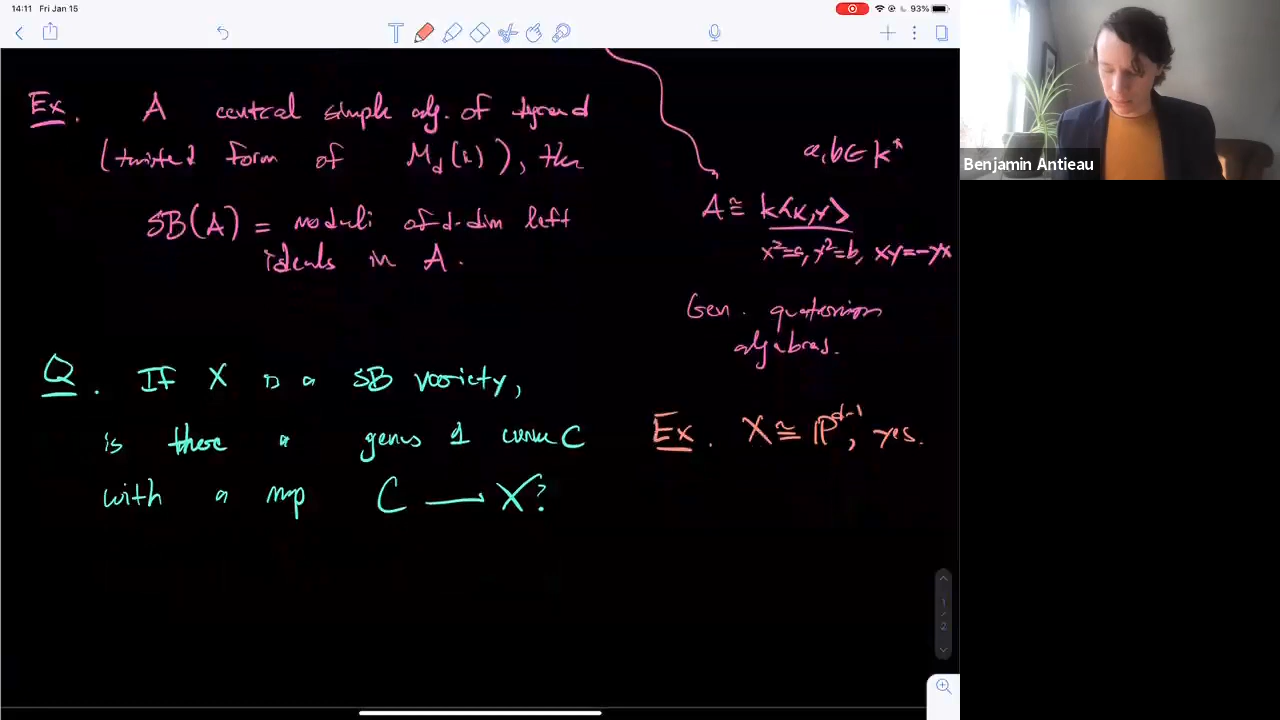 14:11 Fri Jan 15
93%
Ex. A central simple alg. of degree d
(twisted form of M_d(k)), then
SB(A) = moduli of d-dim left
ideals in A.
a,b ∈ k^x
A ≅ k<x,y>
x²=a, y²=b, xy=-yx
Gen. quaternion
algebras.
Q. If X is a SB variety,
is there a genus 1 curve C
with a map C — X?
Ex. X ≅ P^{d-1}, yes.
1
/
2
Benjamin Antieau